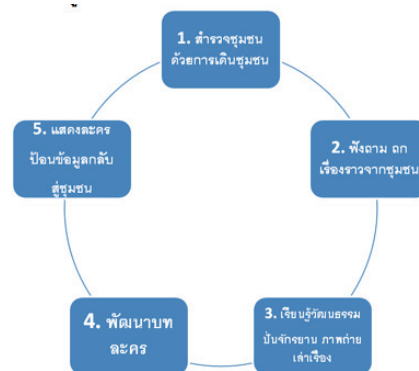 1. สำรวจชุมชน
ด้วยการเดินชุมชน
2. ฟังถาม ถก
เรื่องราวจากชุมชน
3. เรียนรู้วัฒนธรรม
ปั่นจักรยาน ภาพถ่าย
เล่าเรื่อง
4. พัฒนาบท
ละคร
5. แสดงละคร
ป้อนข้อมูลกลับ
สู่ชุมชน